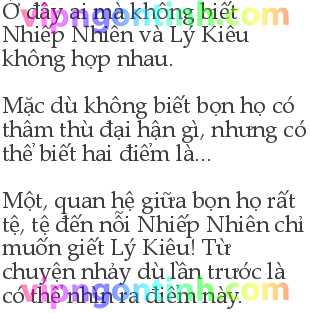 Ở đây ai mà không biết
vipngontinh.com
Nhiếp Nhiên và Lý Kiêu
không hợp nhau.
Mặc dù không biết bọn họ có
thâm thù đại hận gì, nhưng có
thể biết hai điểm là...
Một, quan hệ giữa bọn họ rất
tệ, tệ đến nỗi Nhiếp Nhiên chỉ
muốn giết Lý Kiêu! Từ
chuyện nhảy dù lần trước là
vipngontinh.com
có thể nhìn ra điểm này.